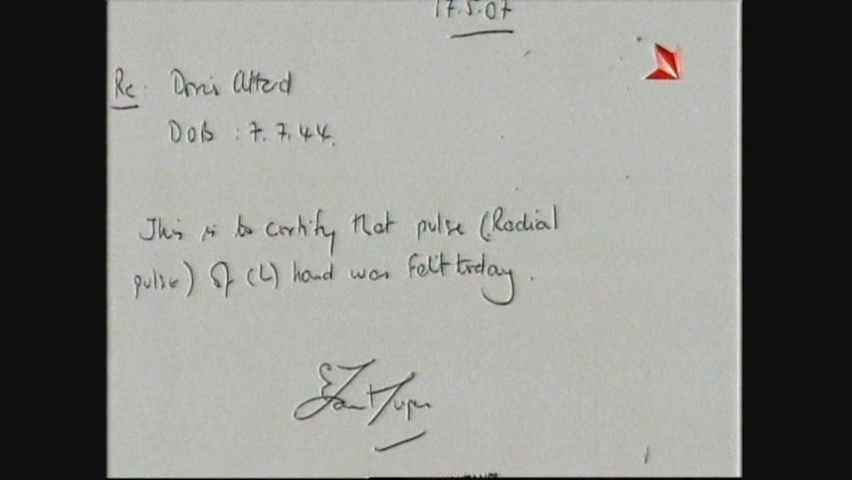 17.5.07
Re: Doris Attard
DOB : 7.7.44.
This is to certify that pulse (Radial
pulse) of (L) hand was felt today.